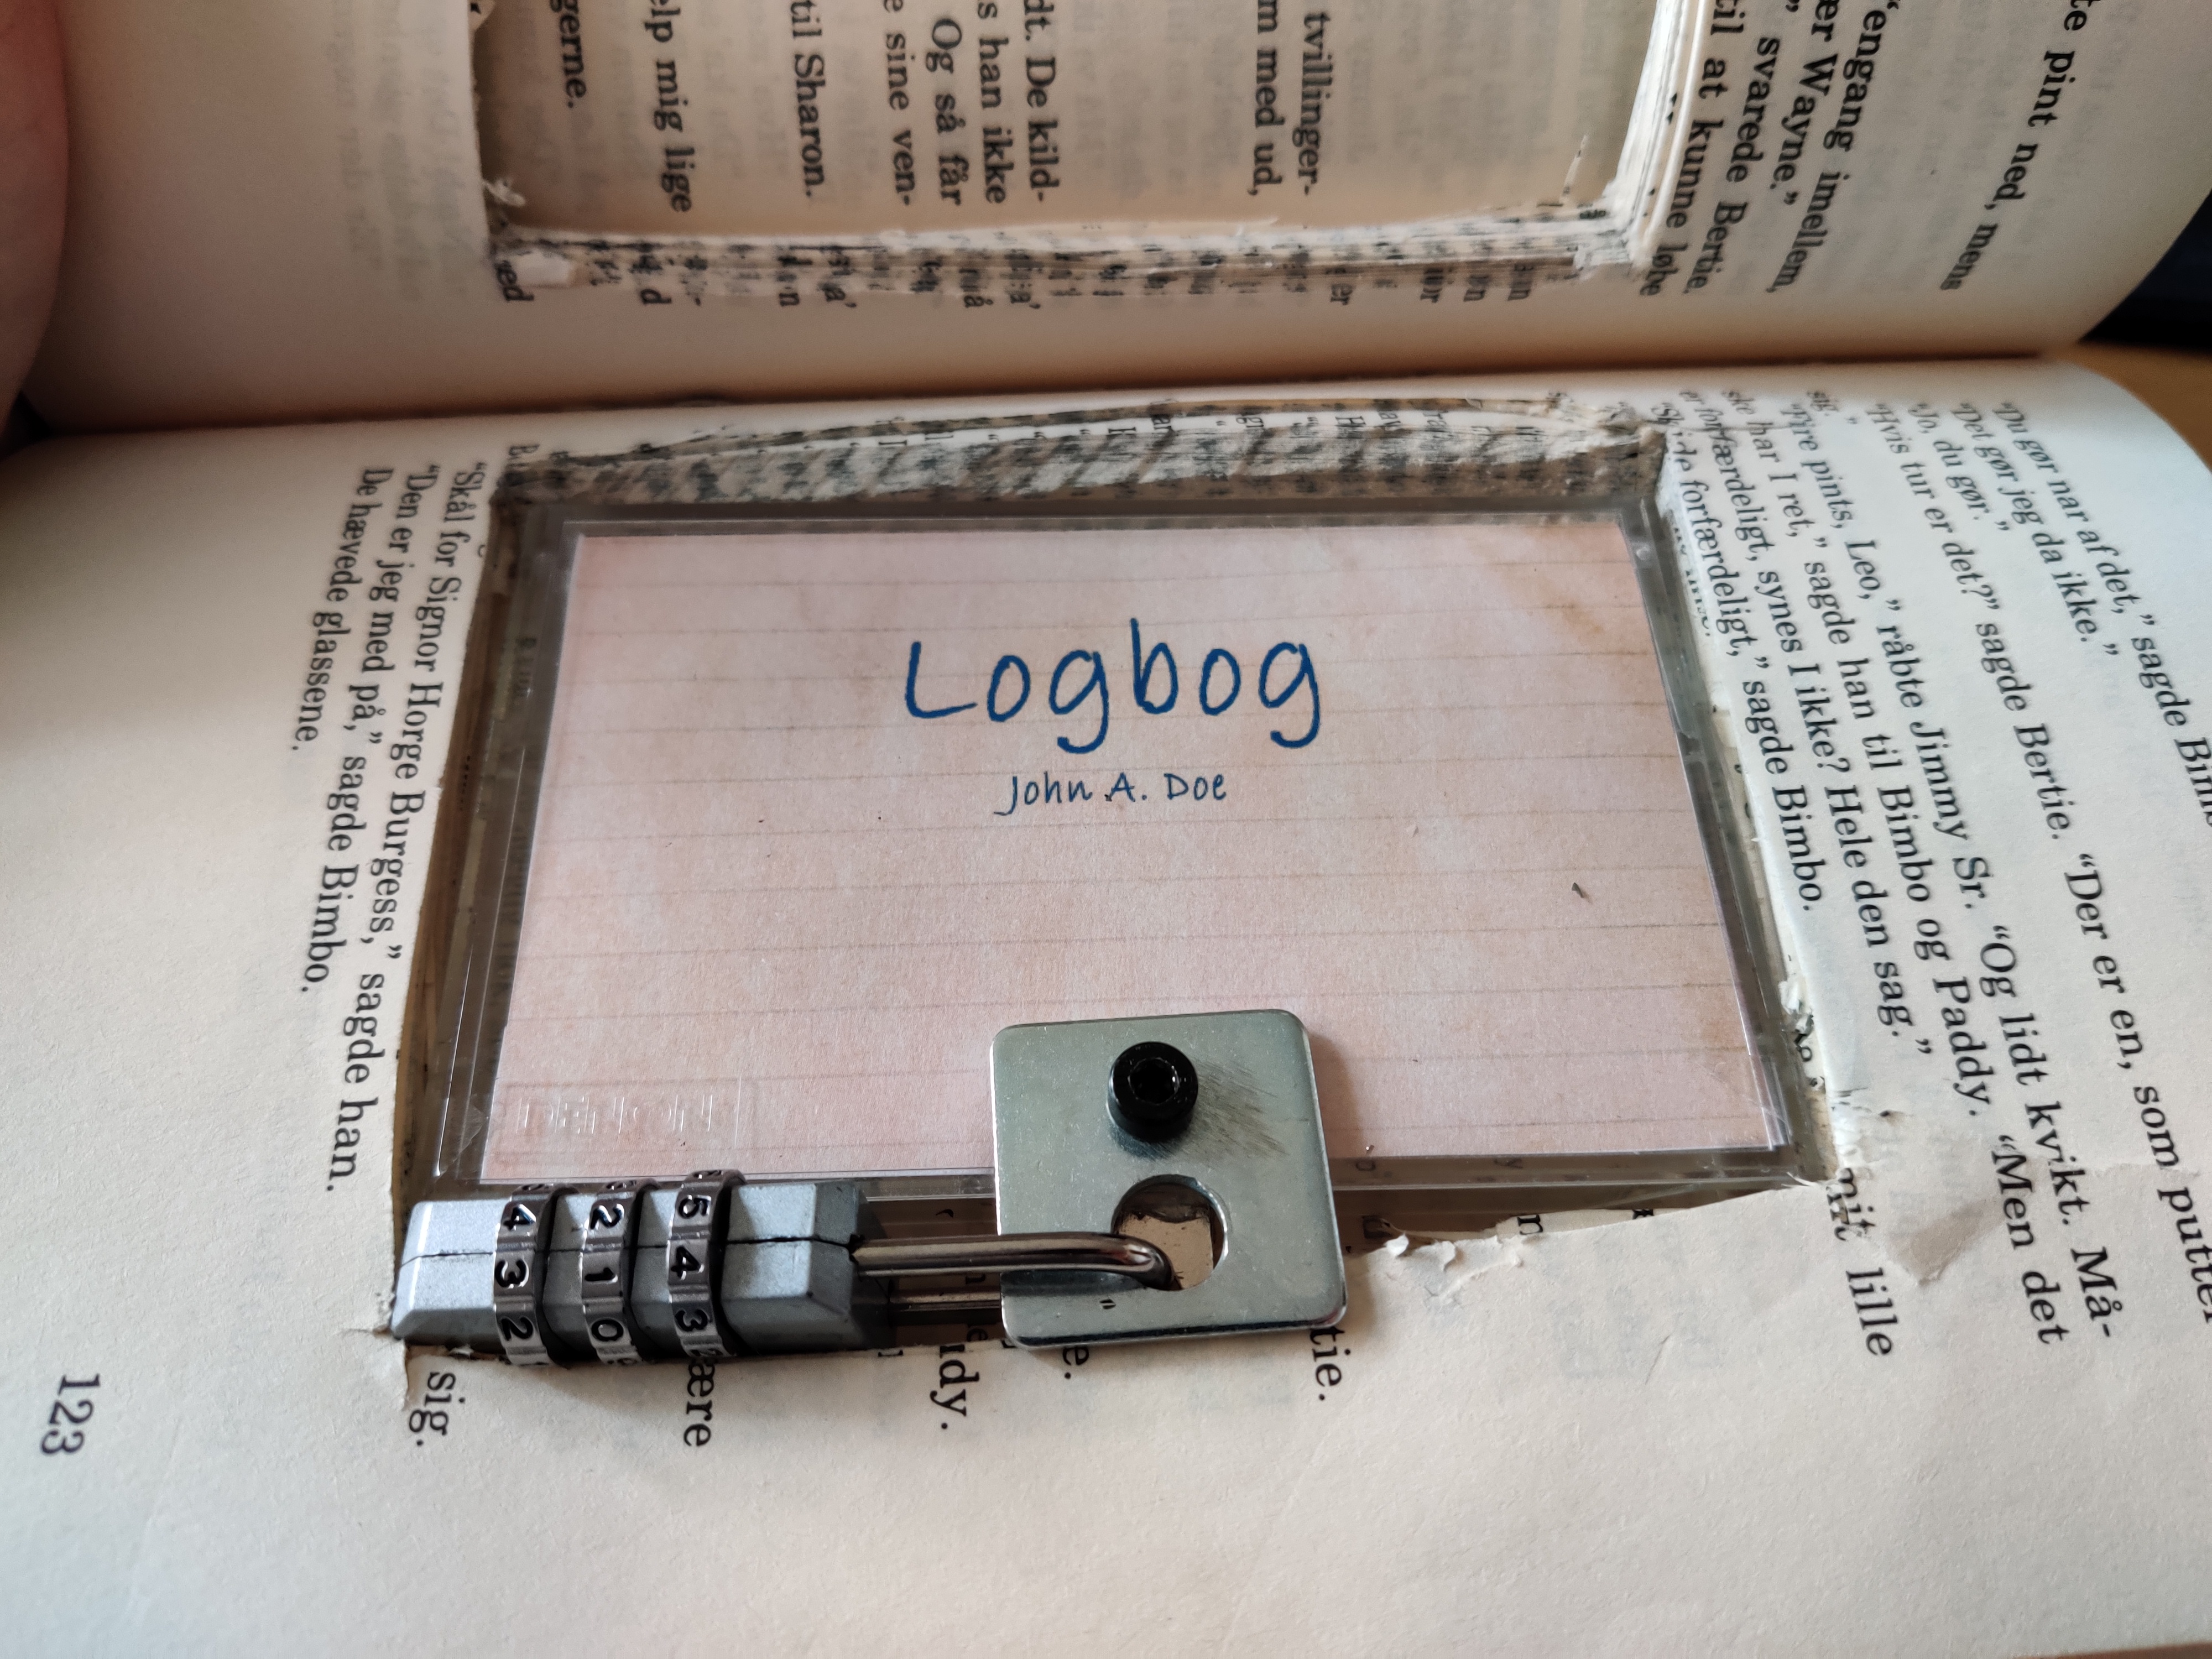 Logbog
John A. Doe
te pint ned, mens
"engang imellem,
er Wayne."
" svarede Bertie.
til at kunne løbe
tvillinger-
m med ud,
dt. De kild-
s han ikke
Og så får
e sine ven-
til Sharon.
elp mig lige
gerne.
"Du gør nar af det," sagde
"Det gør jeg da ikke."
"Jo, du gør."
"Hvis tur er det?" sagde Bertie. "Der er en, som putter
sig."
"Fire pints, Leo," råbte Jimmy Sr. "Og lidt kvikt. Må-
ske har I ret," sagde han til Bimbo og Paddy. "Men det
er forfærdeligt, synes I ikke? Hele den sag."
forfærdeligt," sagde Bimbo.
mit lille
tie.
e.
dy.
ære
"Skål for Signor Horge Burgess," sagde han.
sig.
"Den er jeg med på," sagde Bimbo.
De hævede glassene.
123
4 2 5
3 1 4
2 0 3